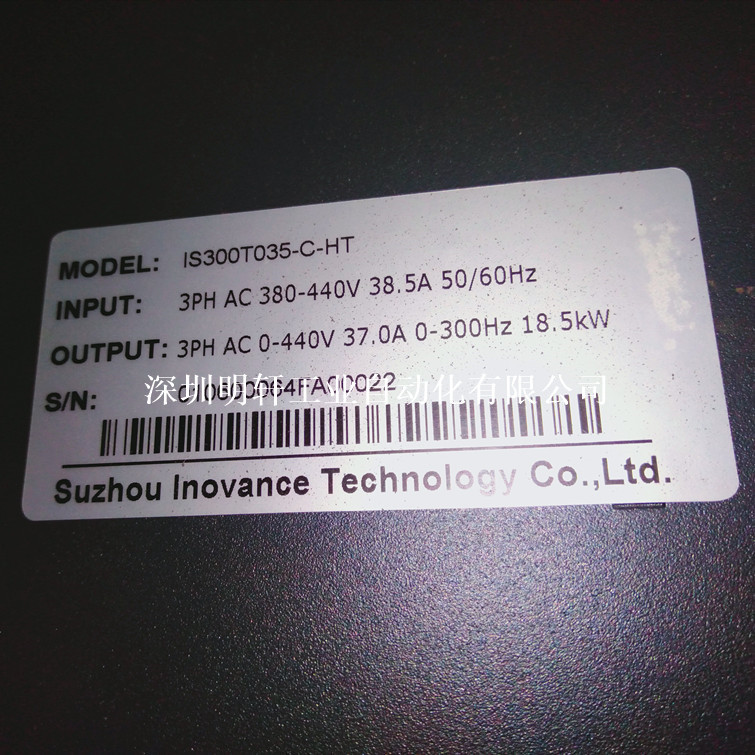 MODEL: IS300T035-C-HT
INPUT: 3PH AC 380-440V 38.5A 50/60Hz
OUTPUT: 3PH AC 0-440V 37.0A 0-300Hz 18.5kW
S/N:
深圳明轩工业自动化有限公司
Suzhou Inovance Technology Co.,Ltd.